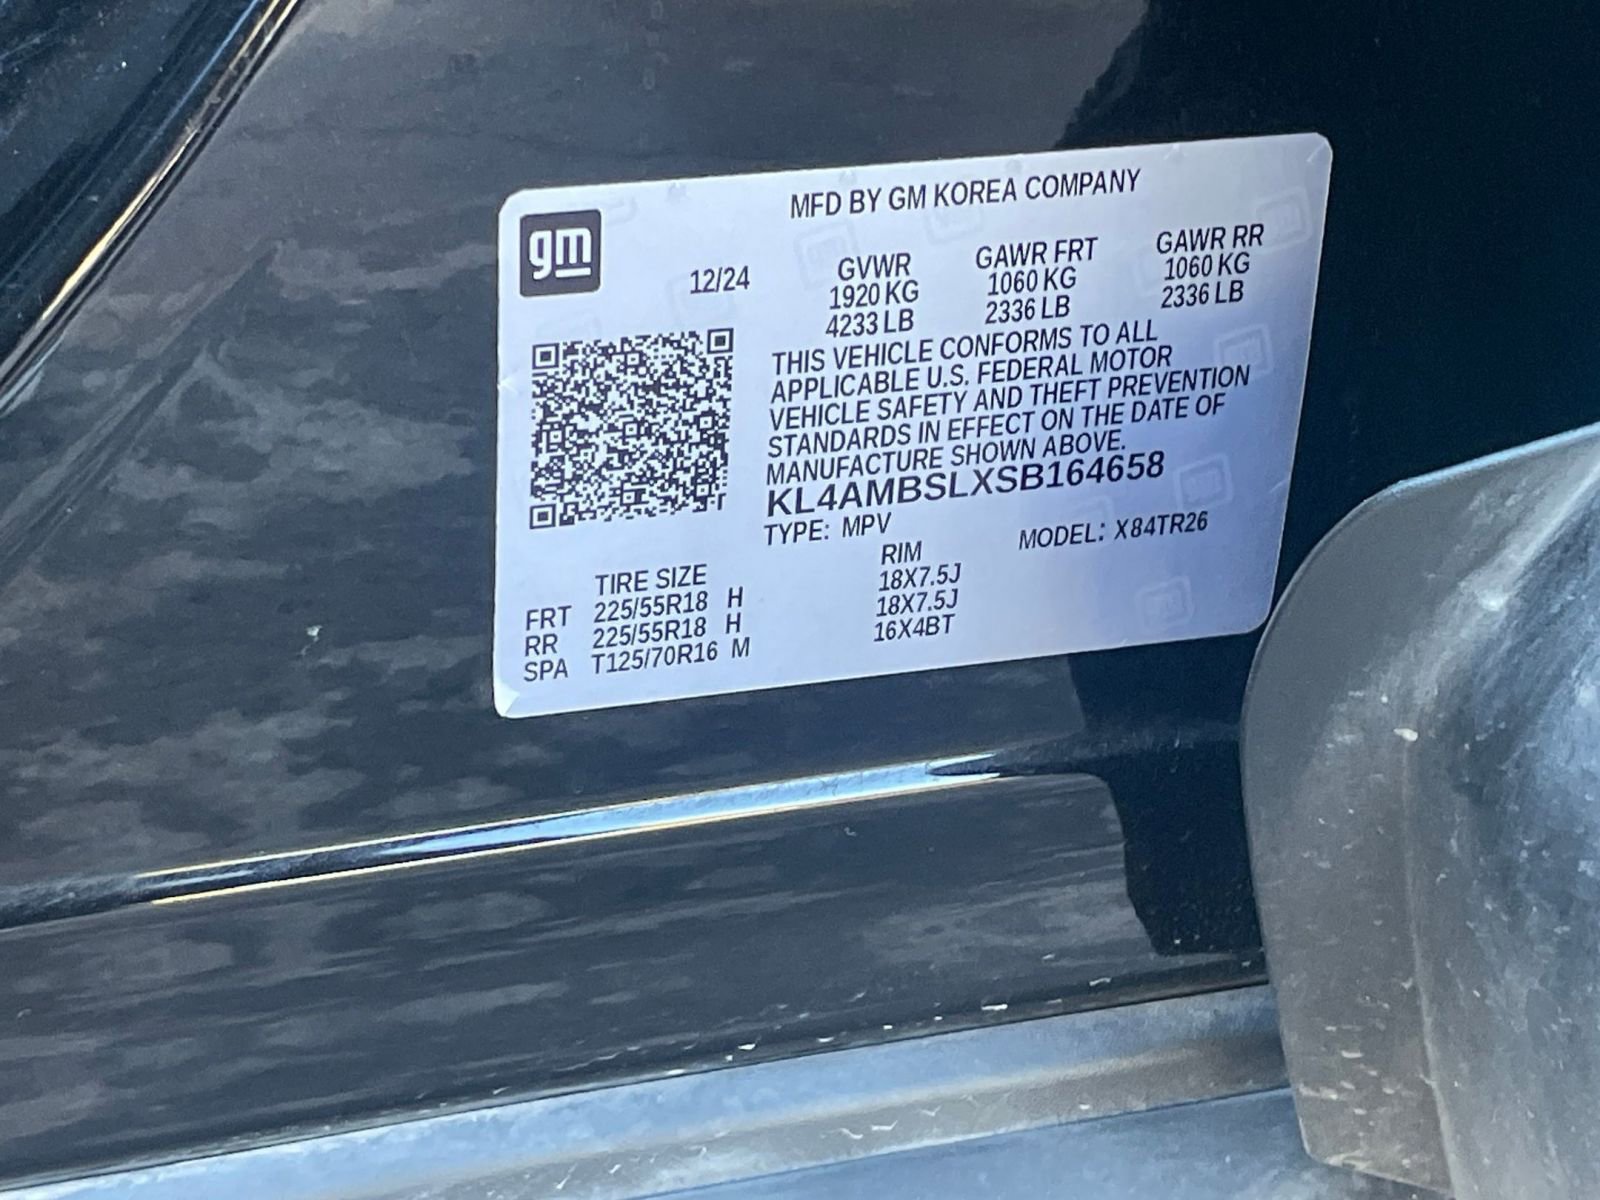 MFD BY GM KOREA COMPANY
gm
12/24
GVWR GAWR FRT GAWR RR
1920 KG 1060 KG 1060 KG
4233 LB 2336 LB 2336 LB
THIS VEHICLE CONFORMS TO ALL
APPLICABLE U.S. FEDERAL MOTOR
VEHICLE SAFETY AND THEFT PREVENTION
STANDARDS IN EFFECT ON THE DATE OF
MANUFACTURE SHOWN ABOVE.
KL4AMBSLXSB164658
TYPE: MPV MODEL: X84TR26
TIRE SIZE RIM
FRT 225/55R18 H 18X7.5J
RR 225/55R18 H 18X7.5J
SPA T125/70R16 M 16X4BT